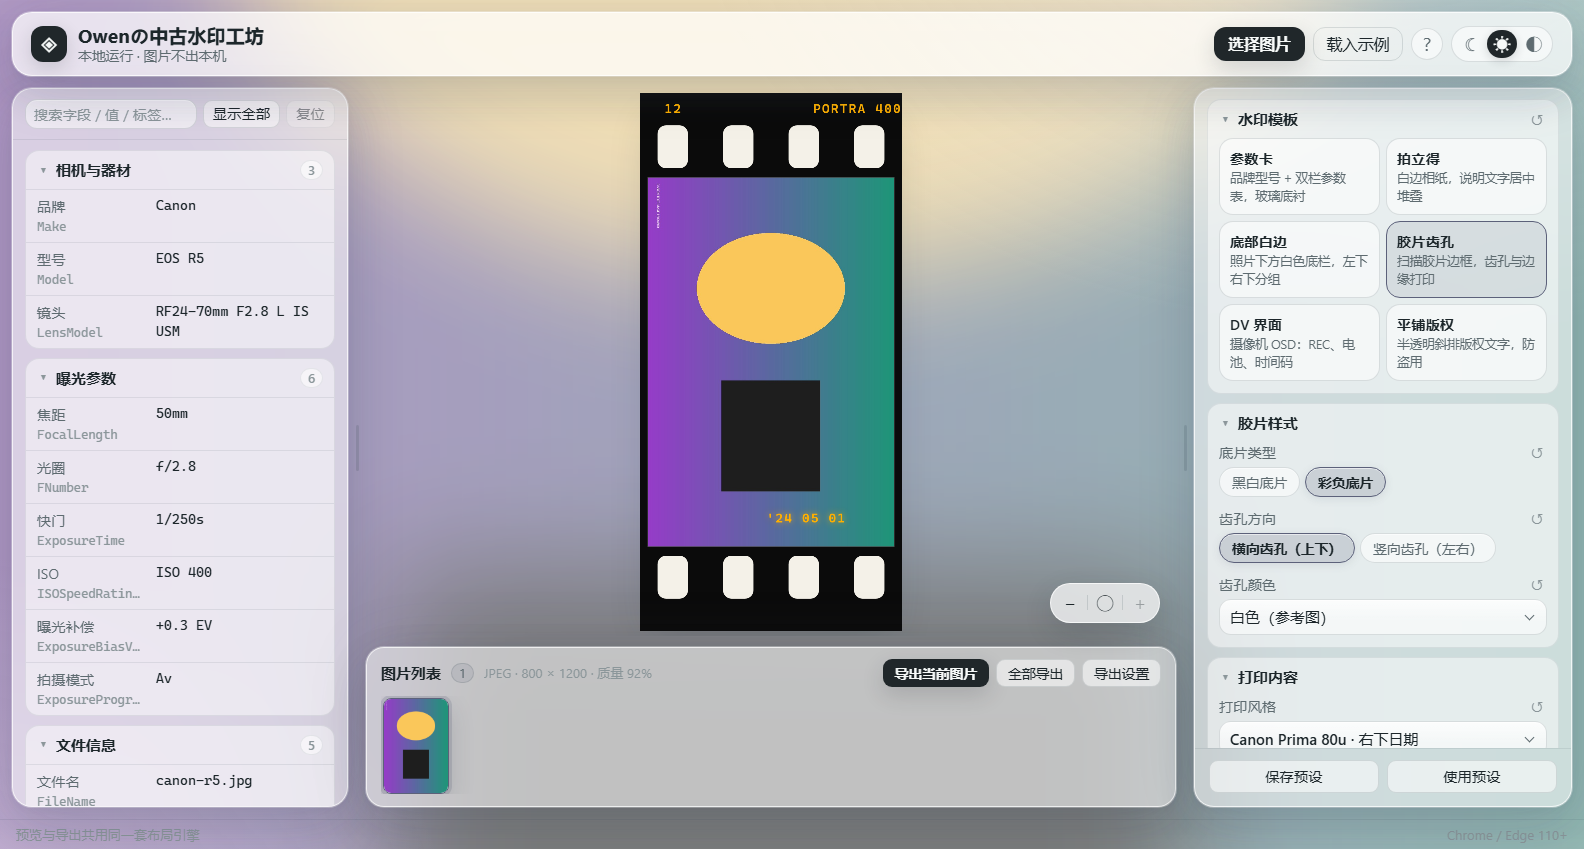 Owenの中古水印工坊
本地运行 · 图片不出本机
选择图片
载入示例
?
搜索字段 / 值 / 标签...
显示全部
复位
相机与器材
3
品牌
Make
Canon
型号
Model
EOS R5
镜头
LensModel
RF24-70mm F2.8 L IS
USM
曝光参数
6
焦距
FocalLength
50mm
光圈
FNumber
f/2.8
快门
ExposureTime
1/250s
ISO
ISOSpeedRatin…
ISO 400
曝光补偿
ExposureBiasV…
+0.3 EV
拍摄模式
ExposureProgr…
Av
文件信息
5
文件名
FileName
canon-r5.jpg
12
PORTRA 400
'24 05 01
图片列表
1
JPEG · 800 × 1200 · 质量 92%
导出当前图片
全部导出
导出设置
水印模板
参数卡
品牌型号 + 双栏参数
表，玻璃底衬
拍立得
白边相纸，说明文字居中
堆叠
底部白边
照片下方白色底栏，左下
右下分组
胶片齿孔
扫描胶片边框，齿孔与边
缘打印
DV 界面
摄像机 OSD：REC、电
池、时间码
平铺版权
半透明斜排版权文字，防
盗用
胶片样式
底片类型
黑白底片
彩负底片
齿孔方向
横向齿孔（上下）
竖向齿孔（左右）
齿孔颜色
白色（参考图）
打印内容
打印风格
Canon Prima 80u · 右下日期
保存预设
使用预设
预览与导出共用同一套布局引擎
Chrome / Edge 110+